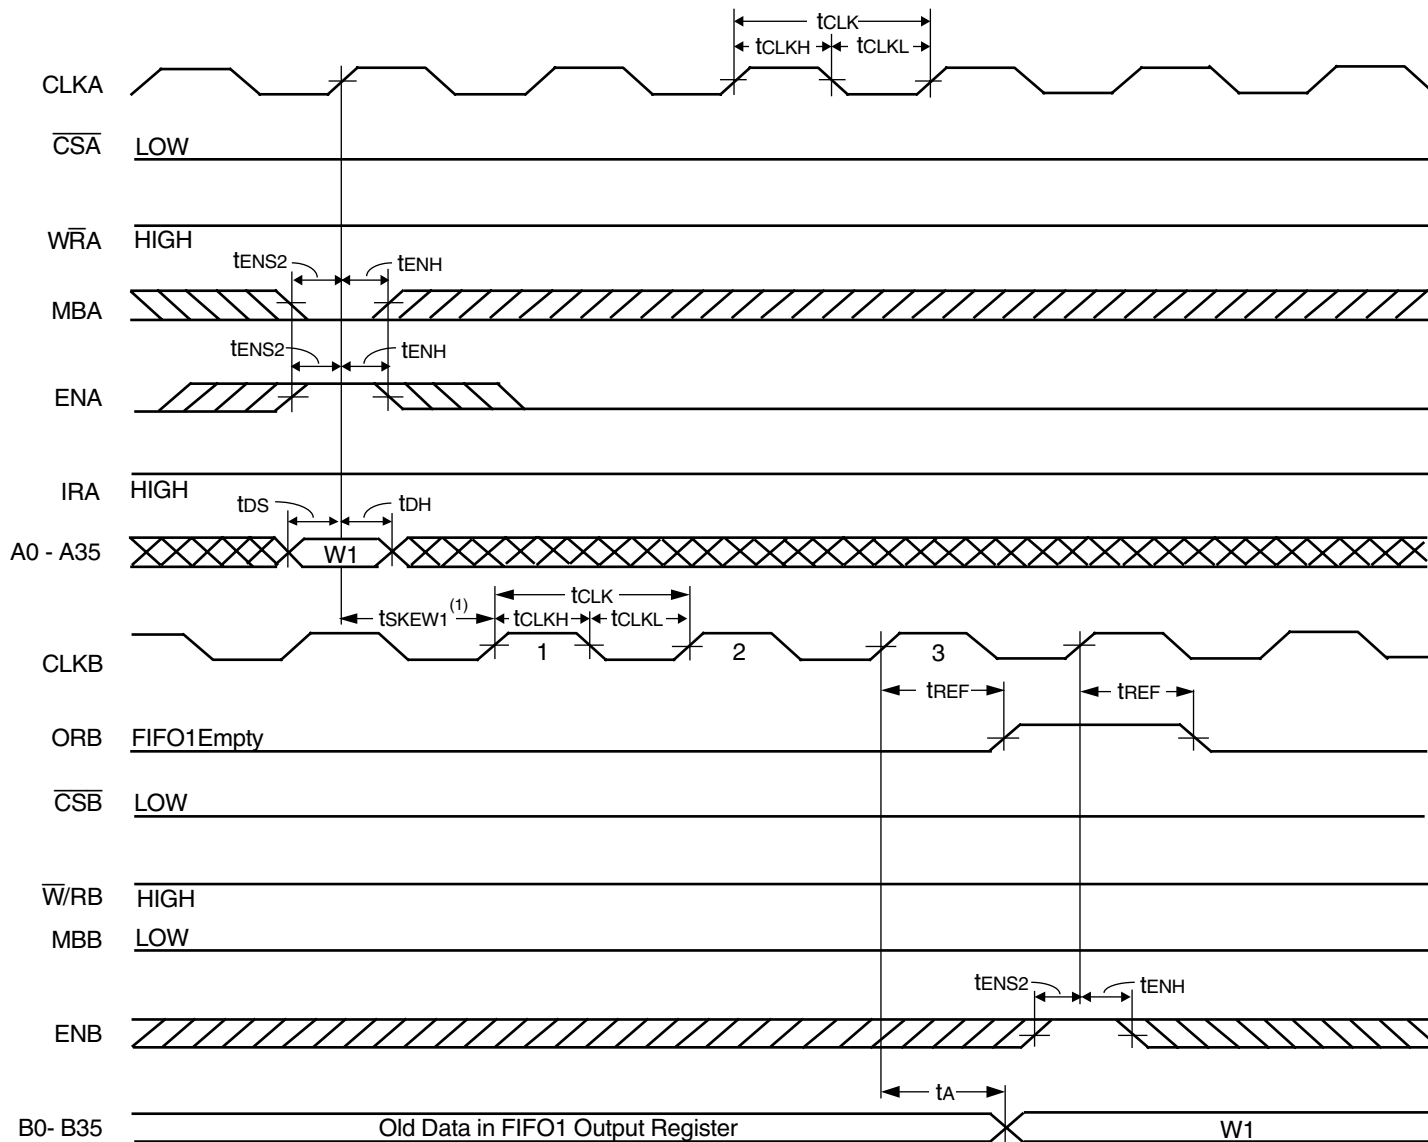 tCLK
tCLKH tCLKL
CLKA
CSA LOW
WRA HIGH
tENS2 tENH
MBA
tENS2 tENH
ENA
IRA HIGH
tDS tDH
A0 - A35 W1
tCLK
tSKEW1(1) tCLKH tCLKL
CLKB 1 2 3
tREF tREF
ORB FIFO1Empty
CSB LOW
W/RB HIGH
MBB LOW
tENS2 tENH
ENB
tA
B0- B35 Old Data in FIFO1 Output Register W1